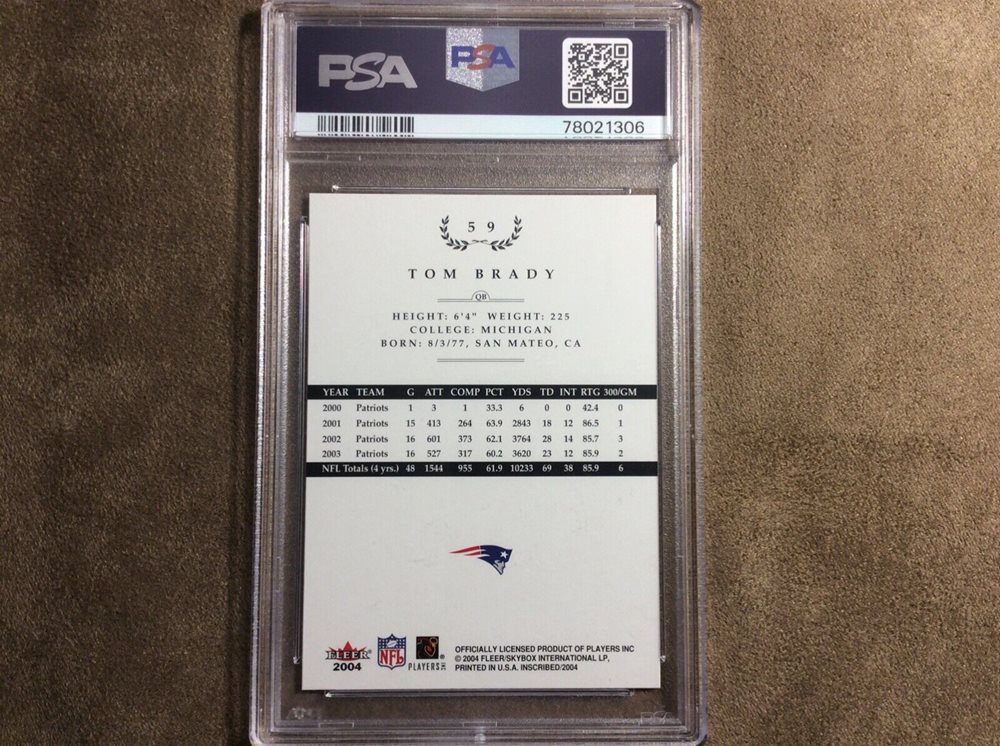 PSA PSA
78021306
59
TOM BRADY
QB
HEIGHT: 6'4" WEIGHT: 225
COLLEGE: MICHIGAN
BORN: 8/3/77, SAN MATEO, CA
YEAR TEAM G ATT COMP PCT YDS TD INT RTG 300/GM
2000 Patriots 1 3 1 33.3 6 0 0 42.4 0
2001 Patriots 15 413 264 63.9 2843 18 12 86.5 1
2002 Patriots 16 601 373 62.1 3764 28 14 85.7 3
2003 Patriots 16 527 317 60.2 3620 23 12 85.9 2
NFL Totals (4 yrs.) 48 1544 955 61.9 10233 69 38 85.9 6
FLEER 2004
NFL
PLAYERS INC
OFFICIALLY LICENSED PRODUCT OF PLAYERS INC
© 2004 FLEER/SKYBOX INTERNATIONAL LP,
PRINTED IN U.S.A. INSCRIBED 2004